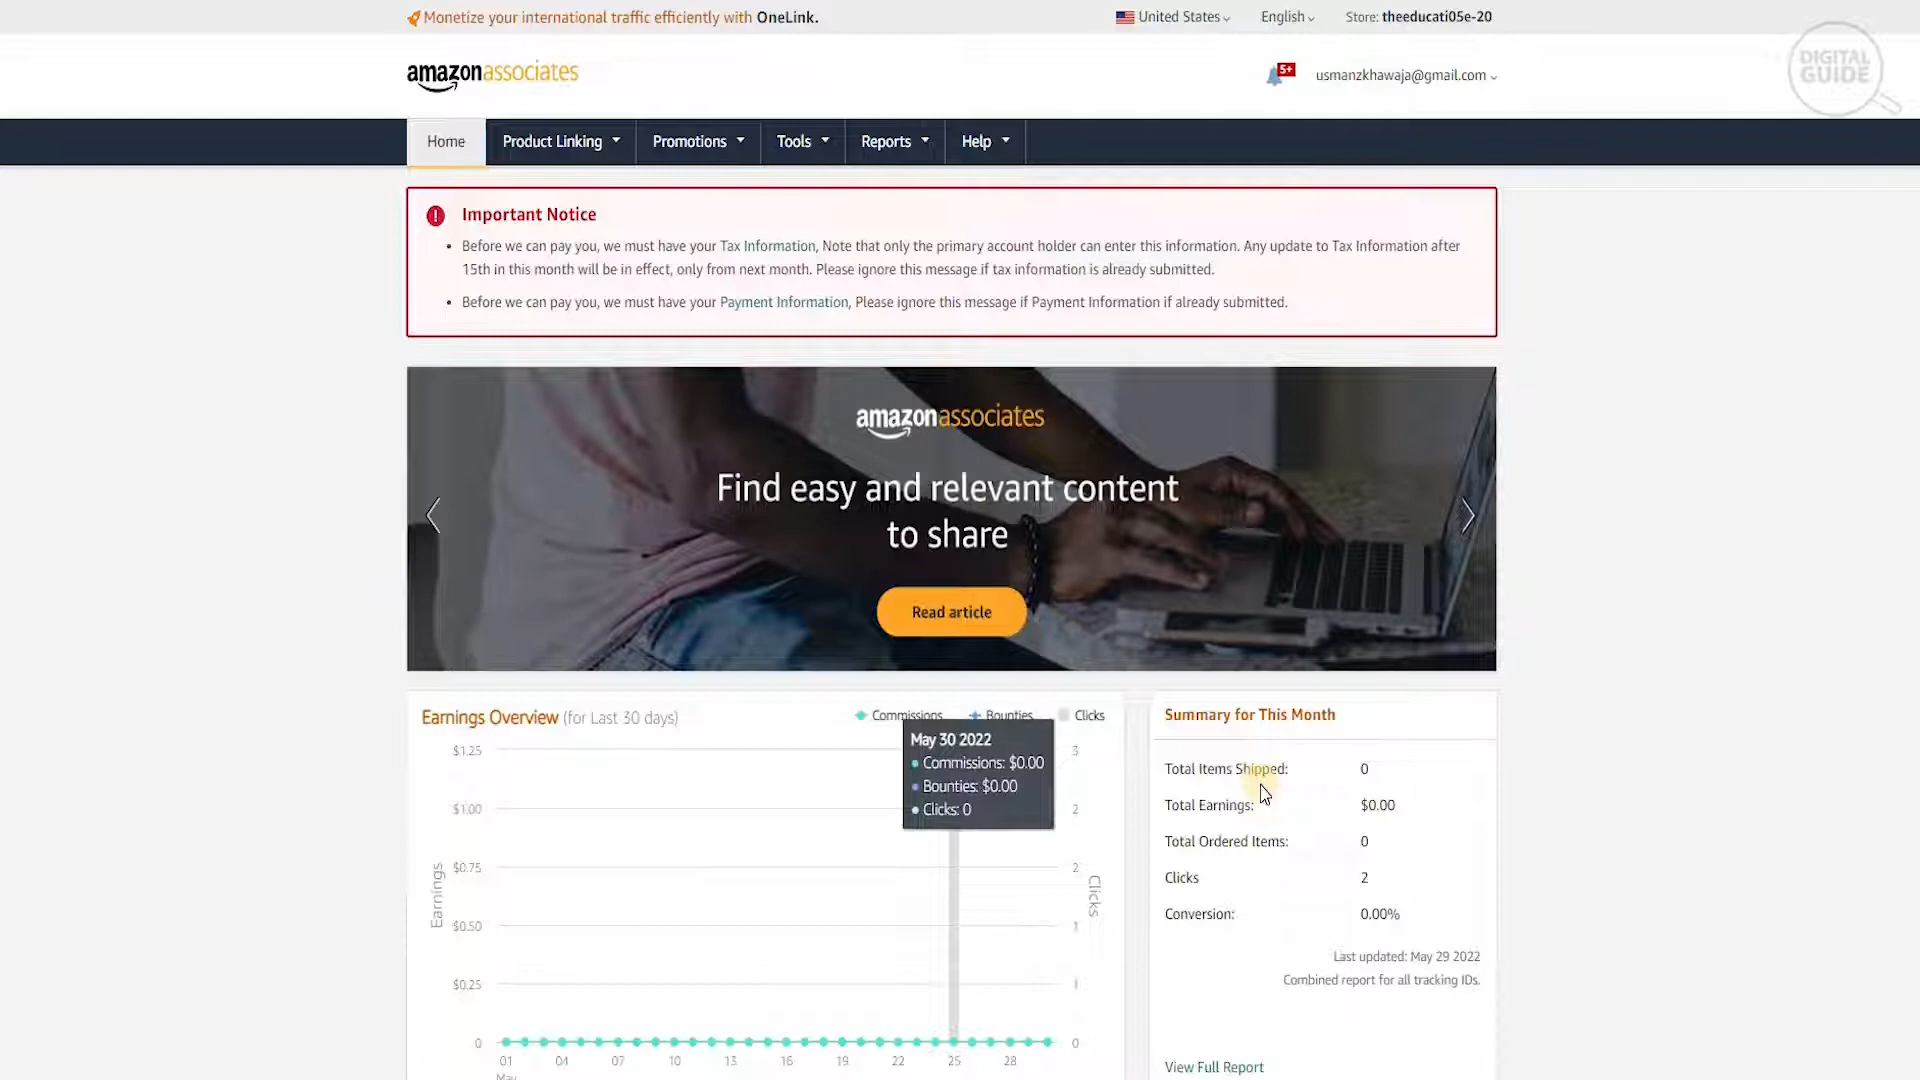 Monetize your international traffic efficiently with OneLink.
United States
English
Store: theeducati05e-20
DIGITAL
GUIDE
amazonassociates
5+
usmanzkhawaja@gmail.com
Home
Product Linking
Promotions
Tools
Reports
Help
Important Notice
Before we can pay you, we must have your Tax Information, Note that only the primary account holder can enter this information. Any update to Tax Information after
15th in this month will be in effect, only from next month. Please ignore this message if tax information is already submitted.
Before we can pay you, we must have your Payment Information, Please ignore this message if Payment Information if already submitted.
amazonassociates
Find easy and relevant content
to share
Read article
Earnings Overview (for Last 30 days)
Commissions
Bounties
Clicks
$1.25
$1.00
$0.75
$0.50
$0.25
0
Earnings
May 30 2022
Commissions: $0.00
Bounties: $0.00
Clicks: 0
3
2
2
1
1
0
Clicks
01
04
07
10
13
16
19
22
25
28
May
Summary for This Month
Total Items Shipped: 0
Total Earnings: $0.00
Total Ordered Items: 0
Clicks 2
Conversion: 0.00%
Last updated: May 29 2022
Combined report for all tracking IDs.
View Full Report